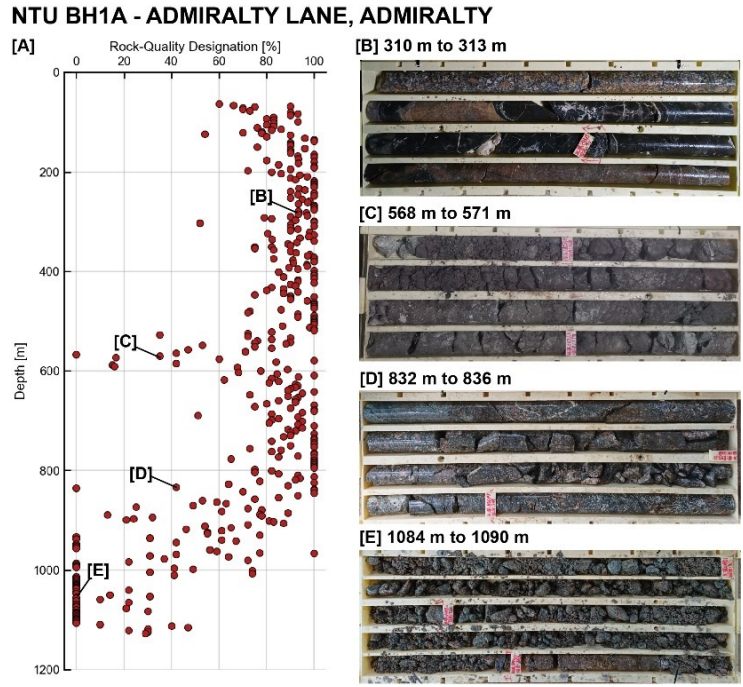 NTU BH1A - ADMIRALTY LANE, ADMIRALTY
[A]
Rock-Quality Designation [%]
0 20 40 60 80 100
Depth [m]
0
200
400
600
800
1000
1200
[B]
[C]
[D]
[E]
[B] 310 m to 313 m
[C] 568 m to 571 m
[D] 832 m to 836 m
[E] 1084 m to 1090 m